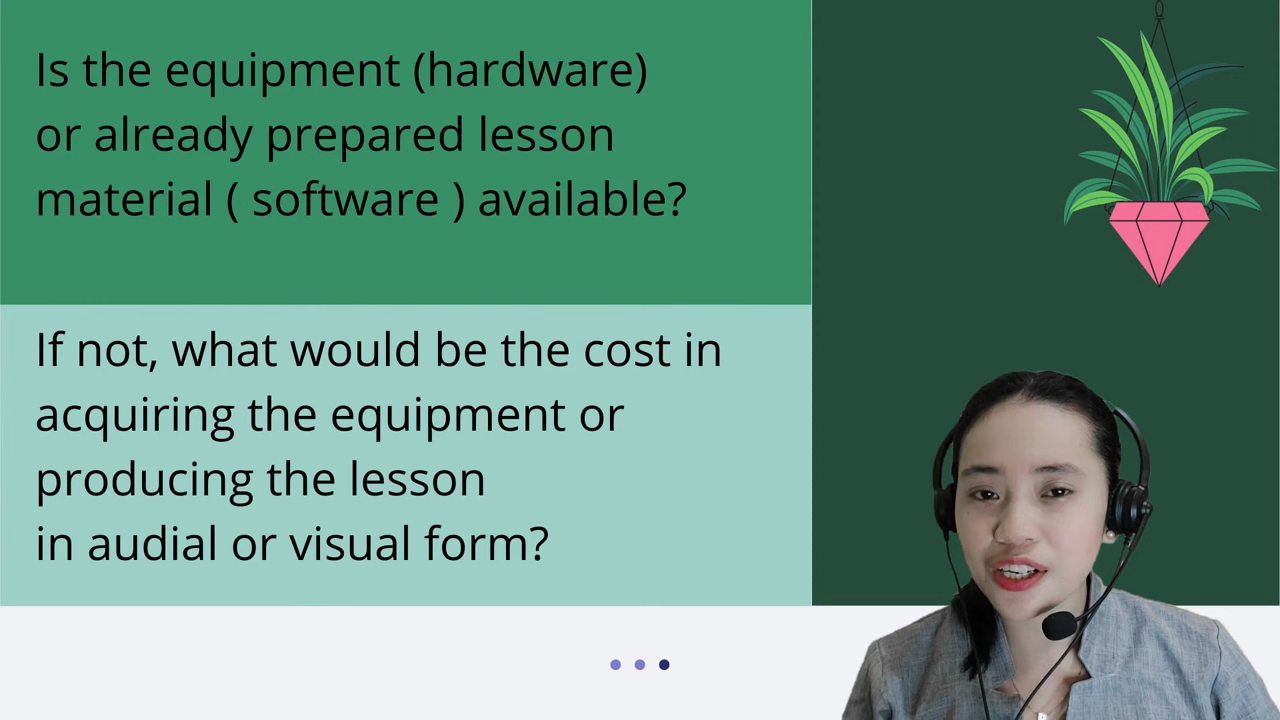 Is the equipment (hardware)
or already prepared lesson
material ( software ) available?
If not, what would be the cost in
acquiring the equipment or
producing the lesson
in audial or visual form?